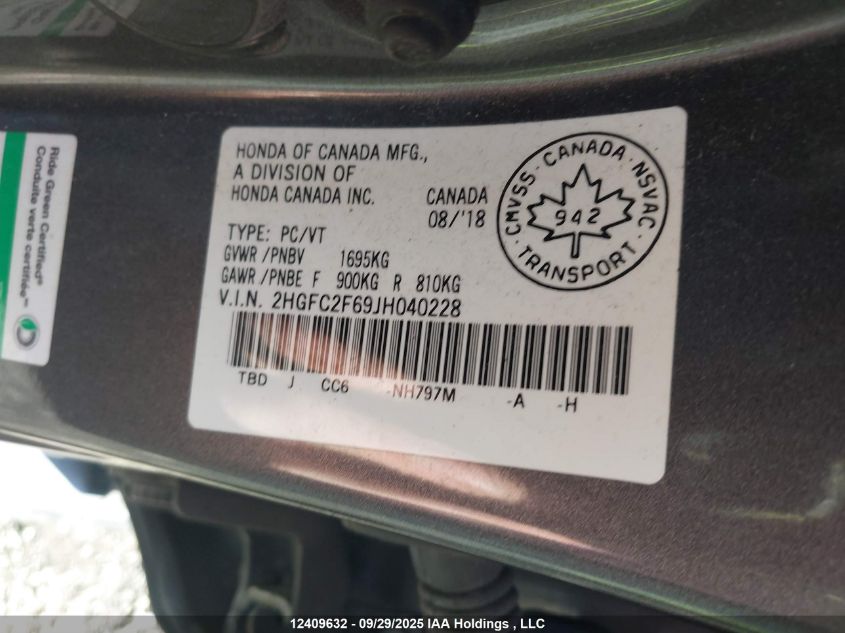 Ride Green Certified®
Conduite verte certifiée™
HONDA OF CANADA MFG.,
A DIVISION OF
HONDA CANADA INC.
CANADA
08/'18
TYPE: PC/VT
GVWR /PNBV 1695KG
GAWR /PNBE F 900KG R 810KG
V.I.N. 2HGFC2F69JH040228
TBD J CC6 -NH797M -A -H
CMVSS · CANADA · NSVAC
942
· TRANSPORT ·
12409632 - 09/29/2025 IAA Holdings , LLC